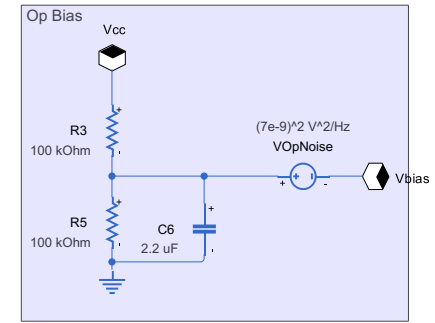 Op Bias
Vcc
+
R3
100 kOhm
-
(7e-9)^2 V^2/Hz
VOpNoise
+ -
Vbias
+
R5
100 kOhm
-
+
C6
2.2 uF
-